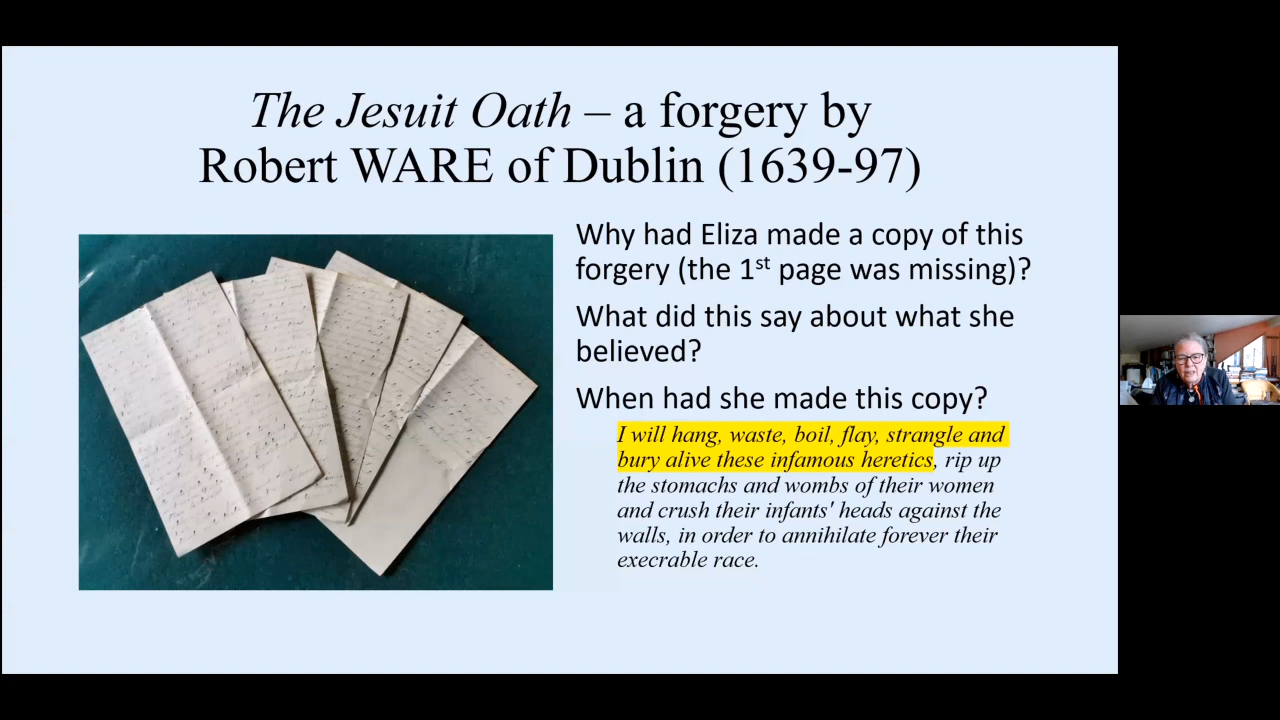 The Jesuit Oath – a forgery by
Robert WARE of Dublin (1639-97)
Why had Eliza made a copy of this
forgery (the 1st page was missing)?
What did this say about what she
believed?
When had she made this copy?
I will hang, waste, boil, flay, strangle and
bury alive these infamous heretics, rip up
the stomachs and wombs of their women
and crush their infants' heads against the
walls, in order to annihilate forever their
execrable race.